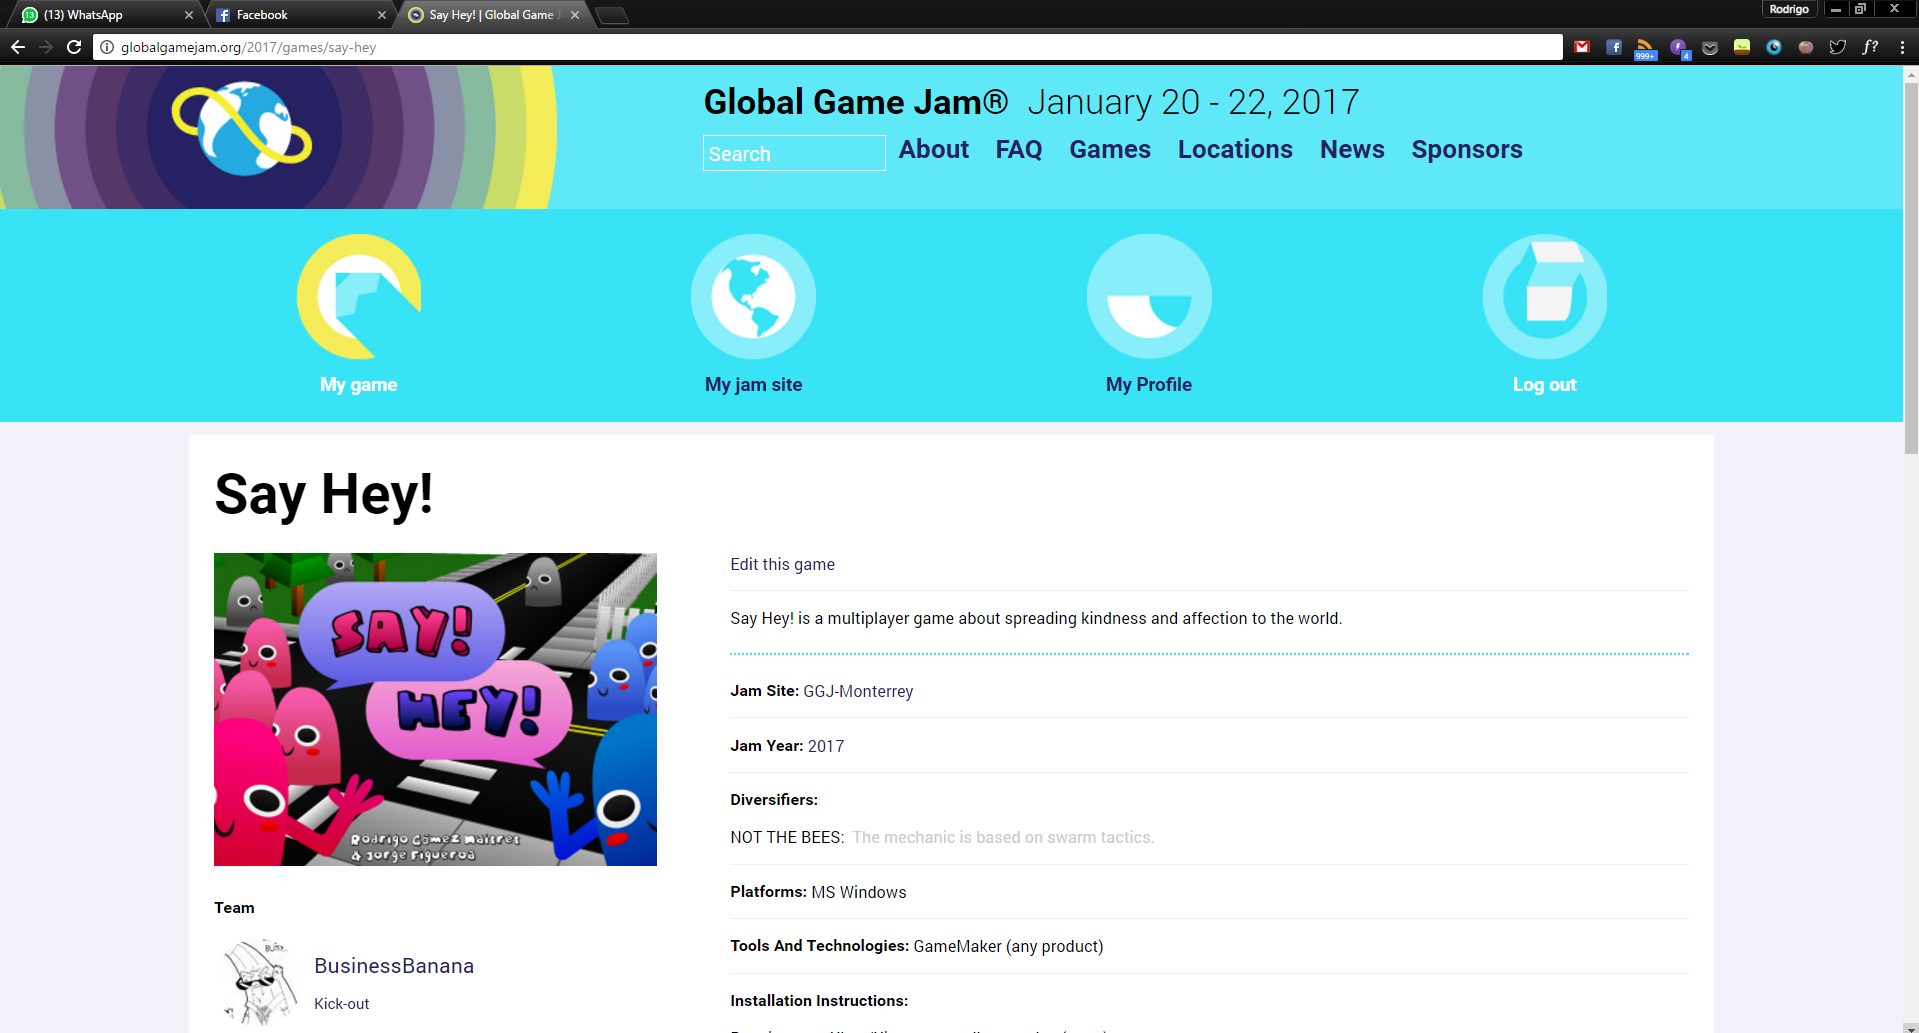 (13) WhatsApp
Facebook
Say Hey! | Global Game J
Rodrigo
globalgamejam.org/2017/games/say-hey
999+
4
f?
Global Game Jam® January 20 - 22, 2017
Search
About
FAQ
Games
Locations
News
Sponsors
My game
My jam site
My Profile
Log out
Say Hey!
SAY!
HEY!
Rodrigo Gómez Maitret
& Jorge Figueroa
Edit this game
Say Hey! is a multiplayer game about spreading kindness and affection to the world.
Jam Site: GGJ-Monterrey
Jam Year: 2017
Diversifiers:
NOT THE BEES: The mechanic is based on swarm tactics.
Platforms: MS Windows
Tools And Technologies: GameMaker (any product)
Installation Instructions:
Team
BusinessBanana
Kick-out